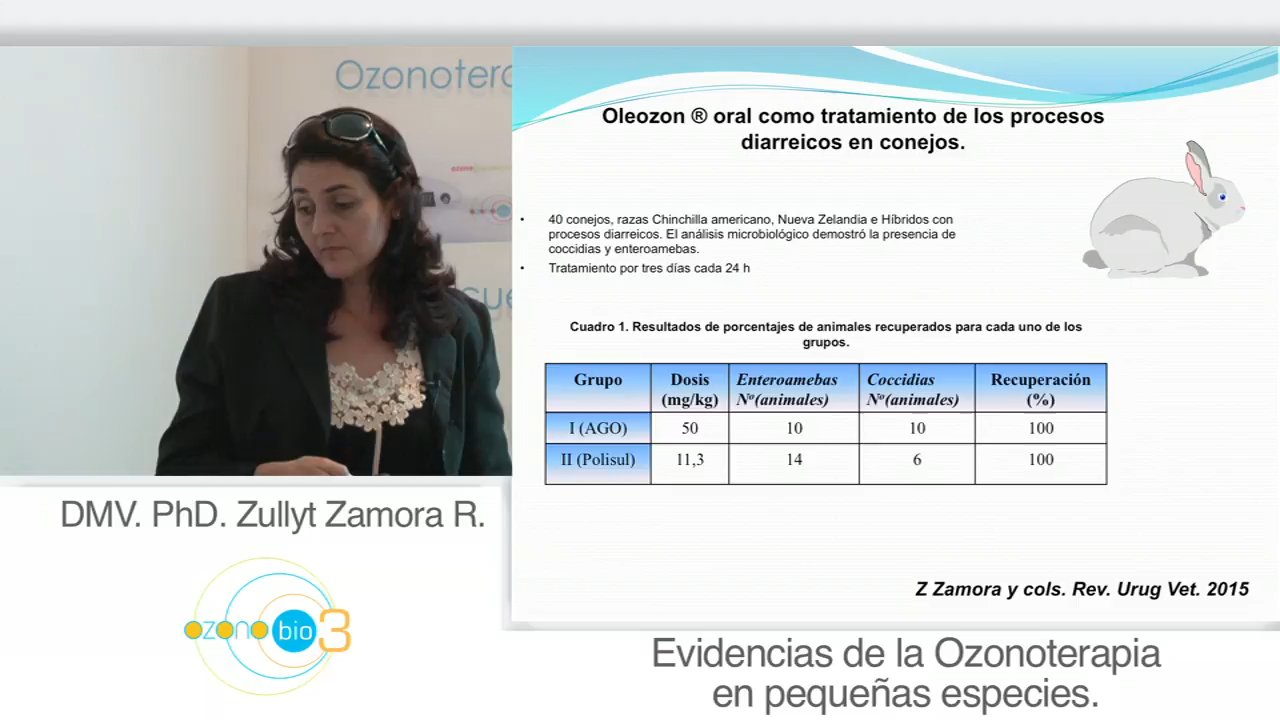 Ozonoter
Oleozon ® oral como tratamiento de los procesos
diarreicos en conejos.
• 40 conejos, razas Chinchilla americano, Nueva Zelandia e Híbridos con
procesos diarreicos. El análisis microbiológico demostró la presencia de
coccidias y enteroamebas.
• Tratamiento por tres días cada 24 h
Cuadro 1. Resultados de porcentajes de animales recuperados para cada uno de los
grupos.
Grupo Dosis (mg/kg) Enteroamebas Nº(animales) Coccidias Nº(animales) Recuperación (%)
I (AGO) 50 10 10 100
II (Polisul) 11,3 14 6 100
Z Zamora y cols. Rev. Urug Vet. 2015
DMV. PhD. Zullyt Zamora R.
ozono bio 3
Evidencias de la Ozonoterapia
en pequeñas especies.